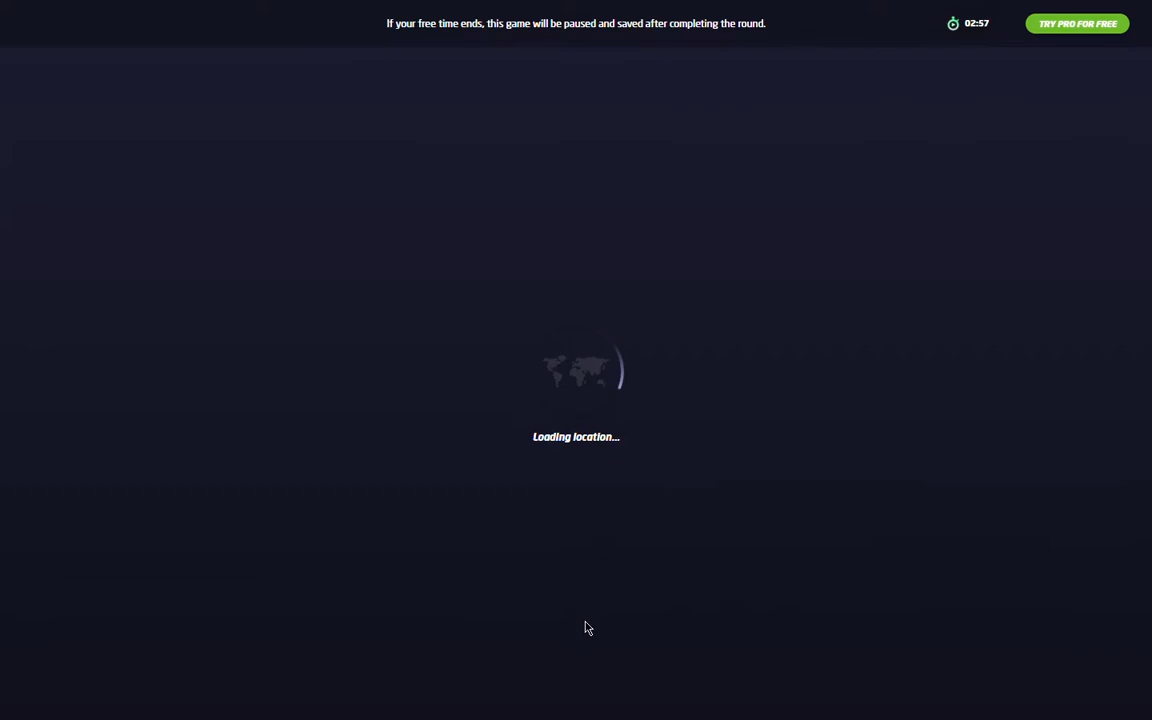 If your free time ends, this game will be paused and saved after completing the round.
02:57
TRY PRO FOR FREE
Loading location...